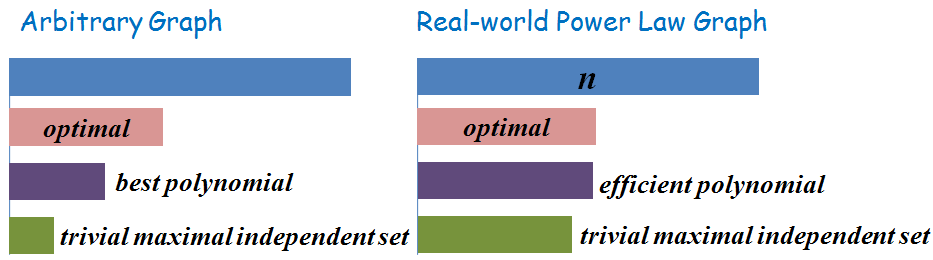 Arbitrary Graph
optimal
best polynomial
trivial maximal independent set
Real-world Power Law Graph
n
optimal
efficient polynomial
trivial maximal independent set